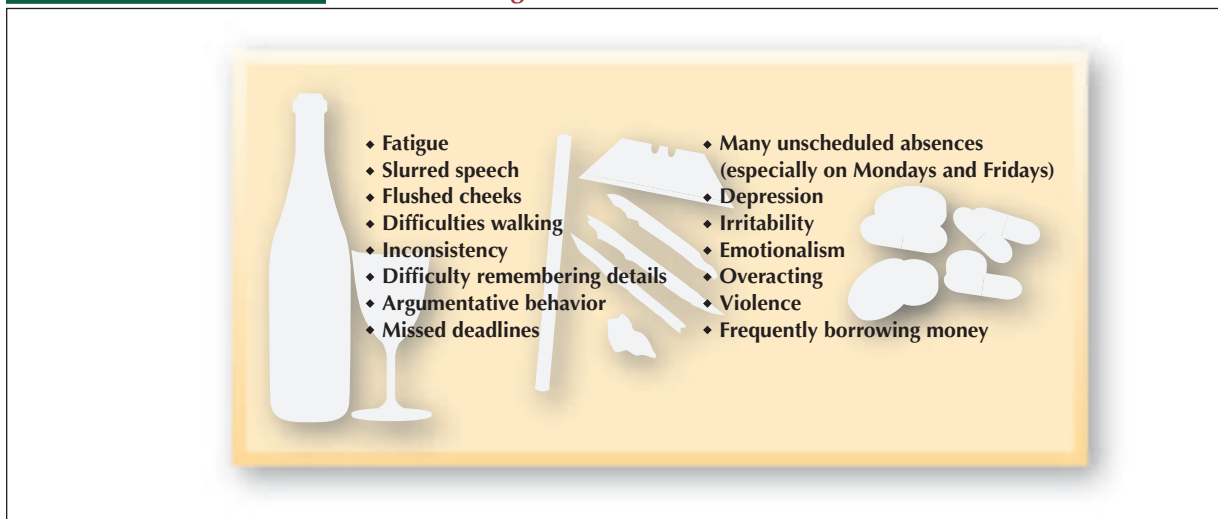 ◆ Fatigue
◆ Slurred speech
◆ Flushed cheeks
◆ Difficulties walking
◆ Inconsistency
◆ Difficulty remembering details
◆ Argumentative behavior
◆ Missed deadlines
◆ Many unscheduled absences
(especially on Mondays and Fridays)
◆ Depression
◆ Irritability
◆ Emotionalism
◆ Overacting
◆ Violence
◆ Frequently borrowing money